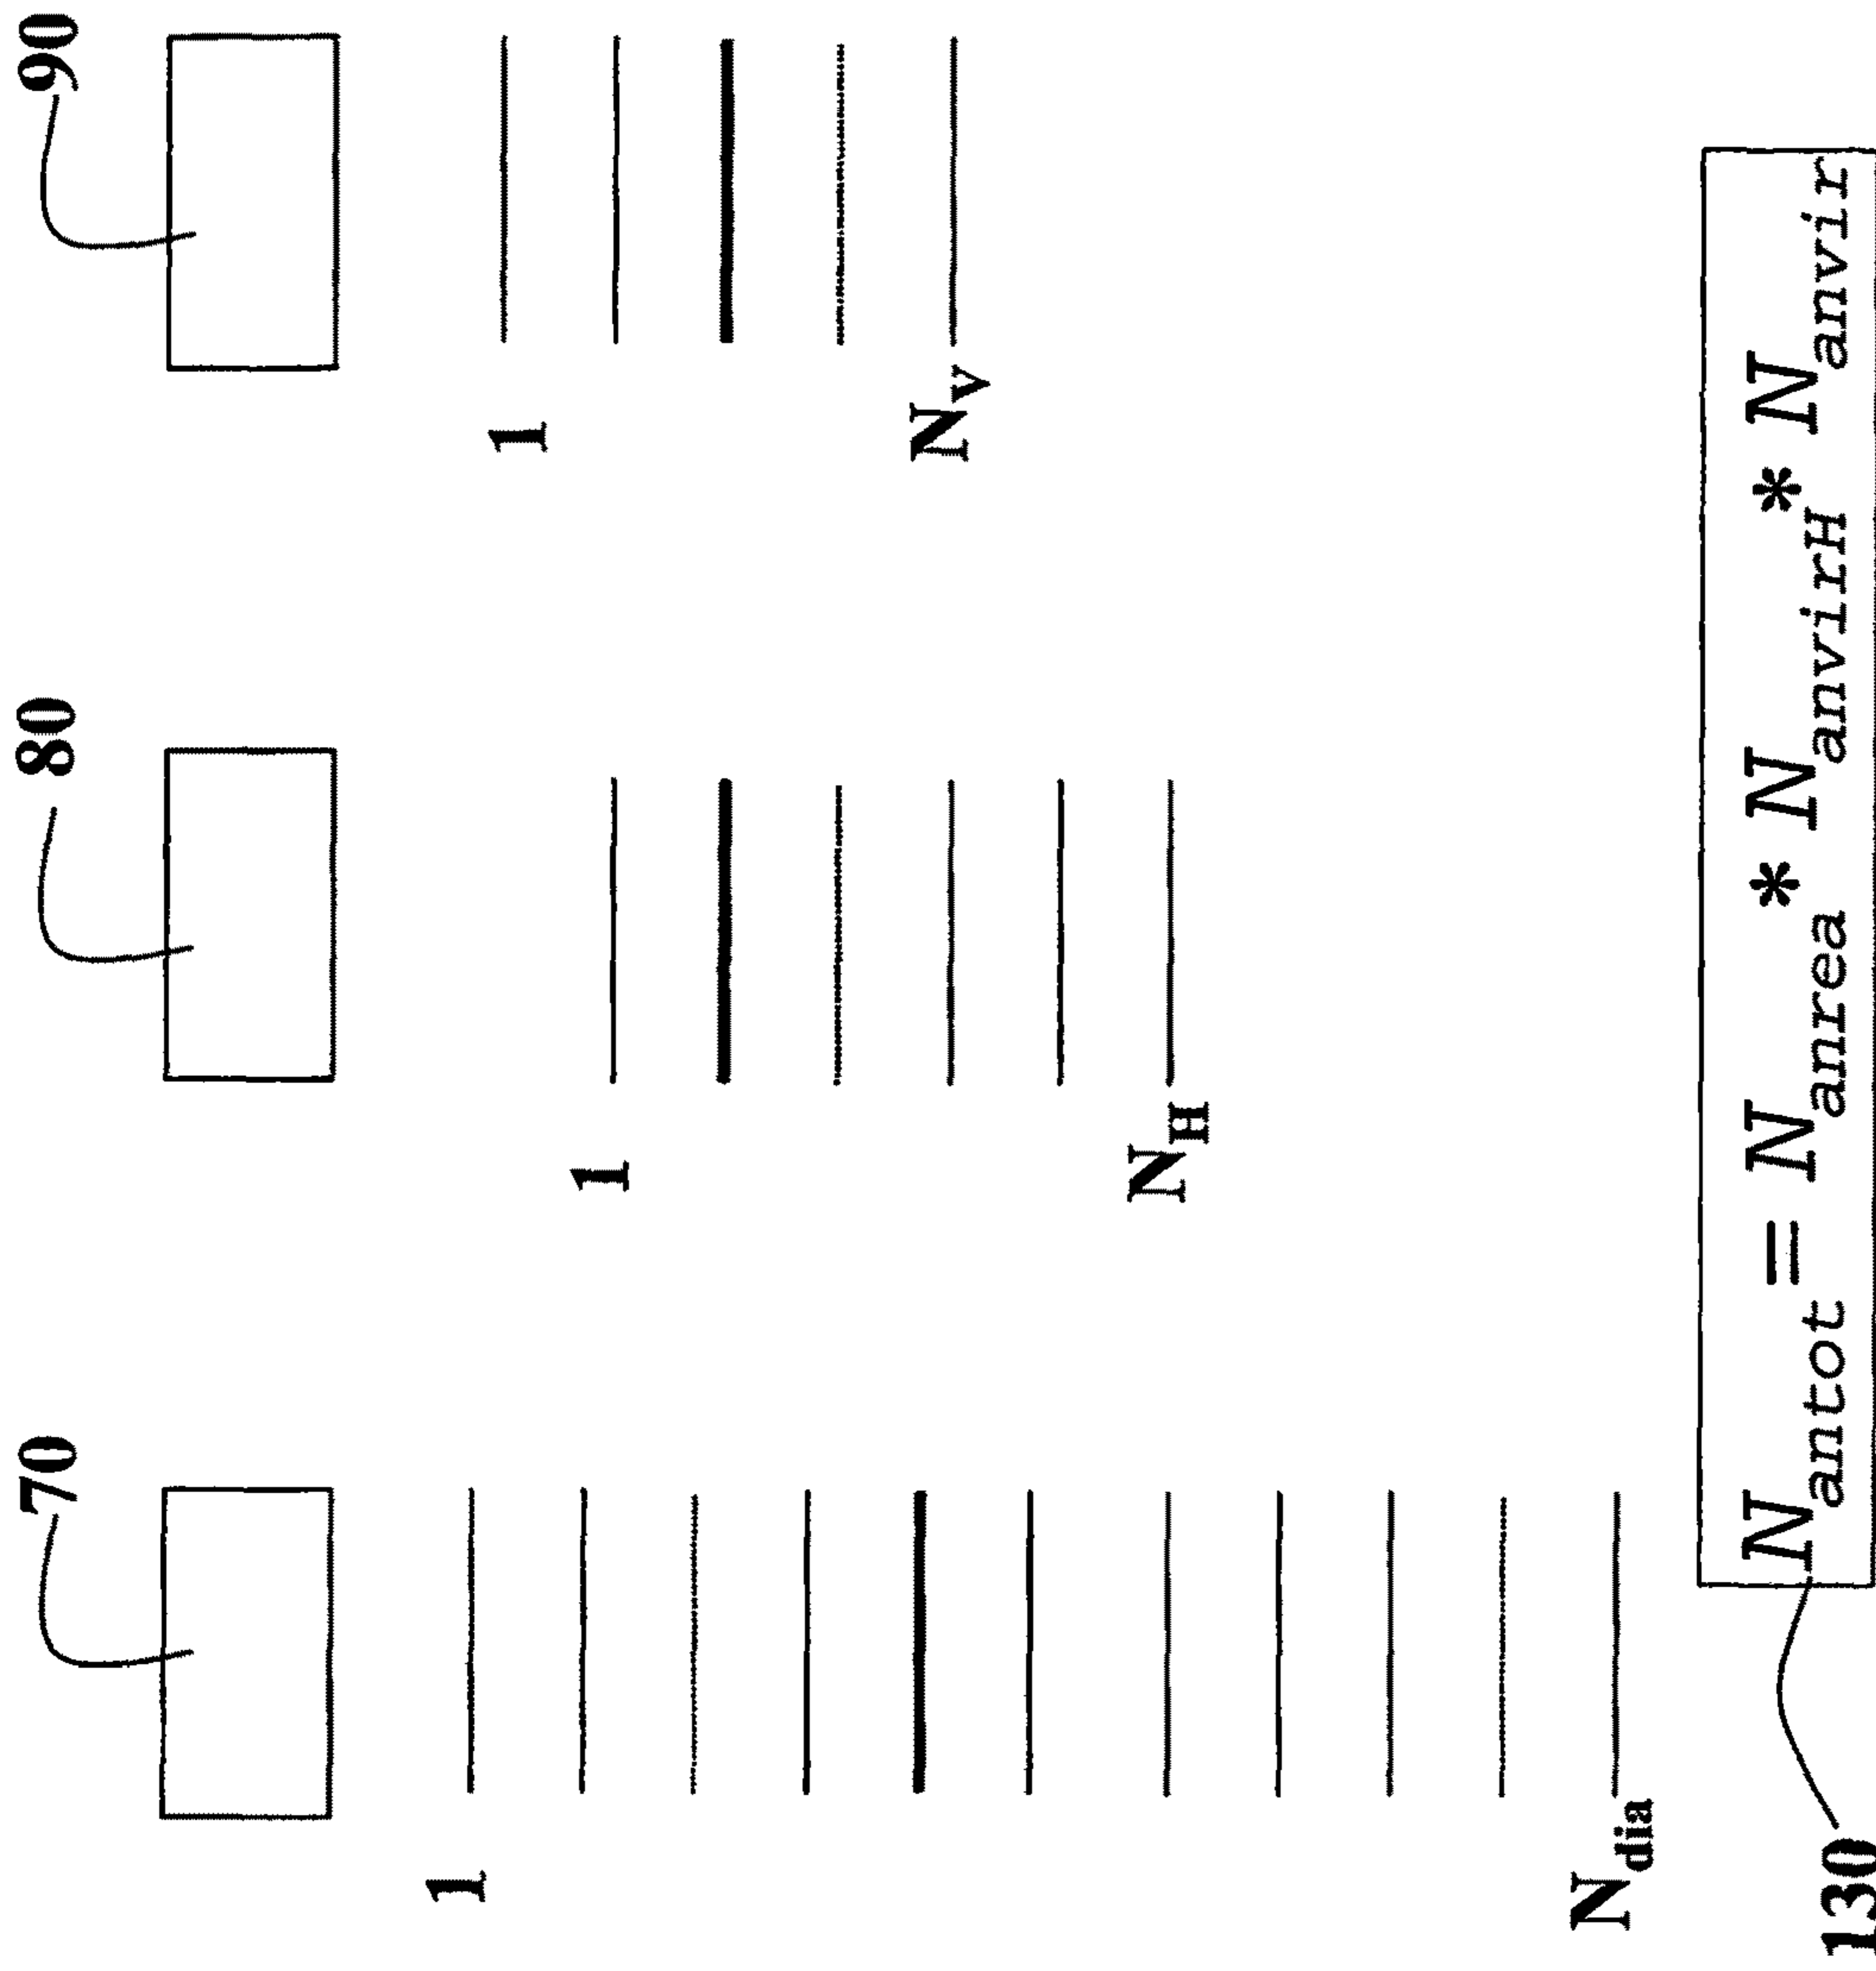 70 80 90
1
1
1
N_V
N_H
N_dia
N_antot = N_anrea * N_anvirH * N_anvir
130